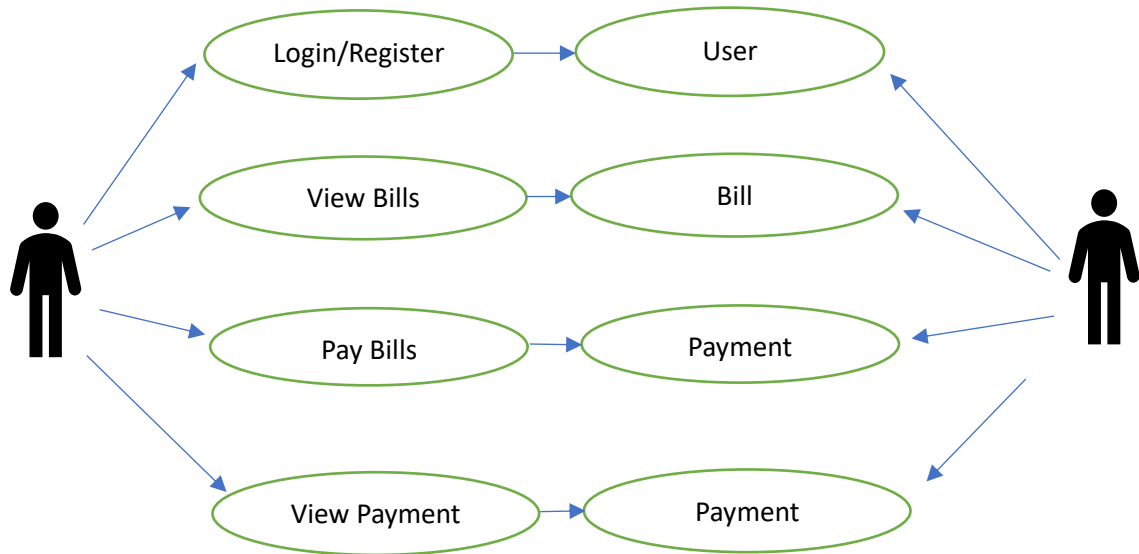 Login/Register
User
View Bills
Bill
Pay Bills
Payment
View Payment
Payment